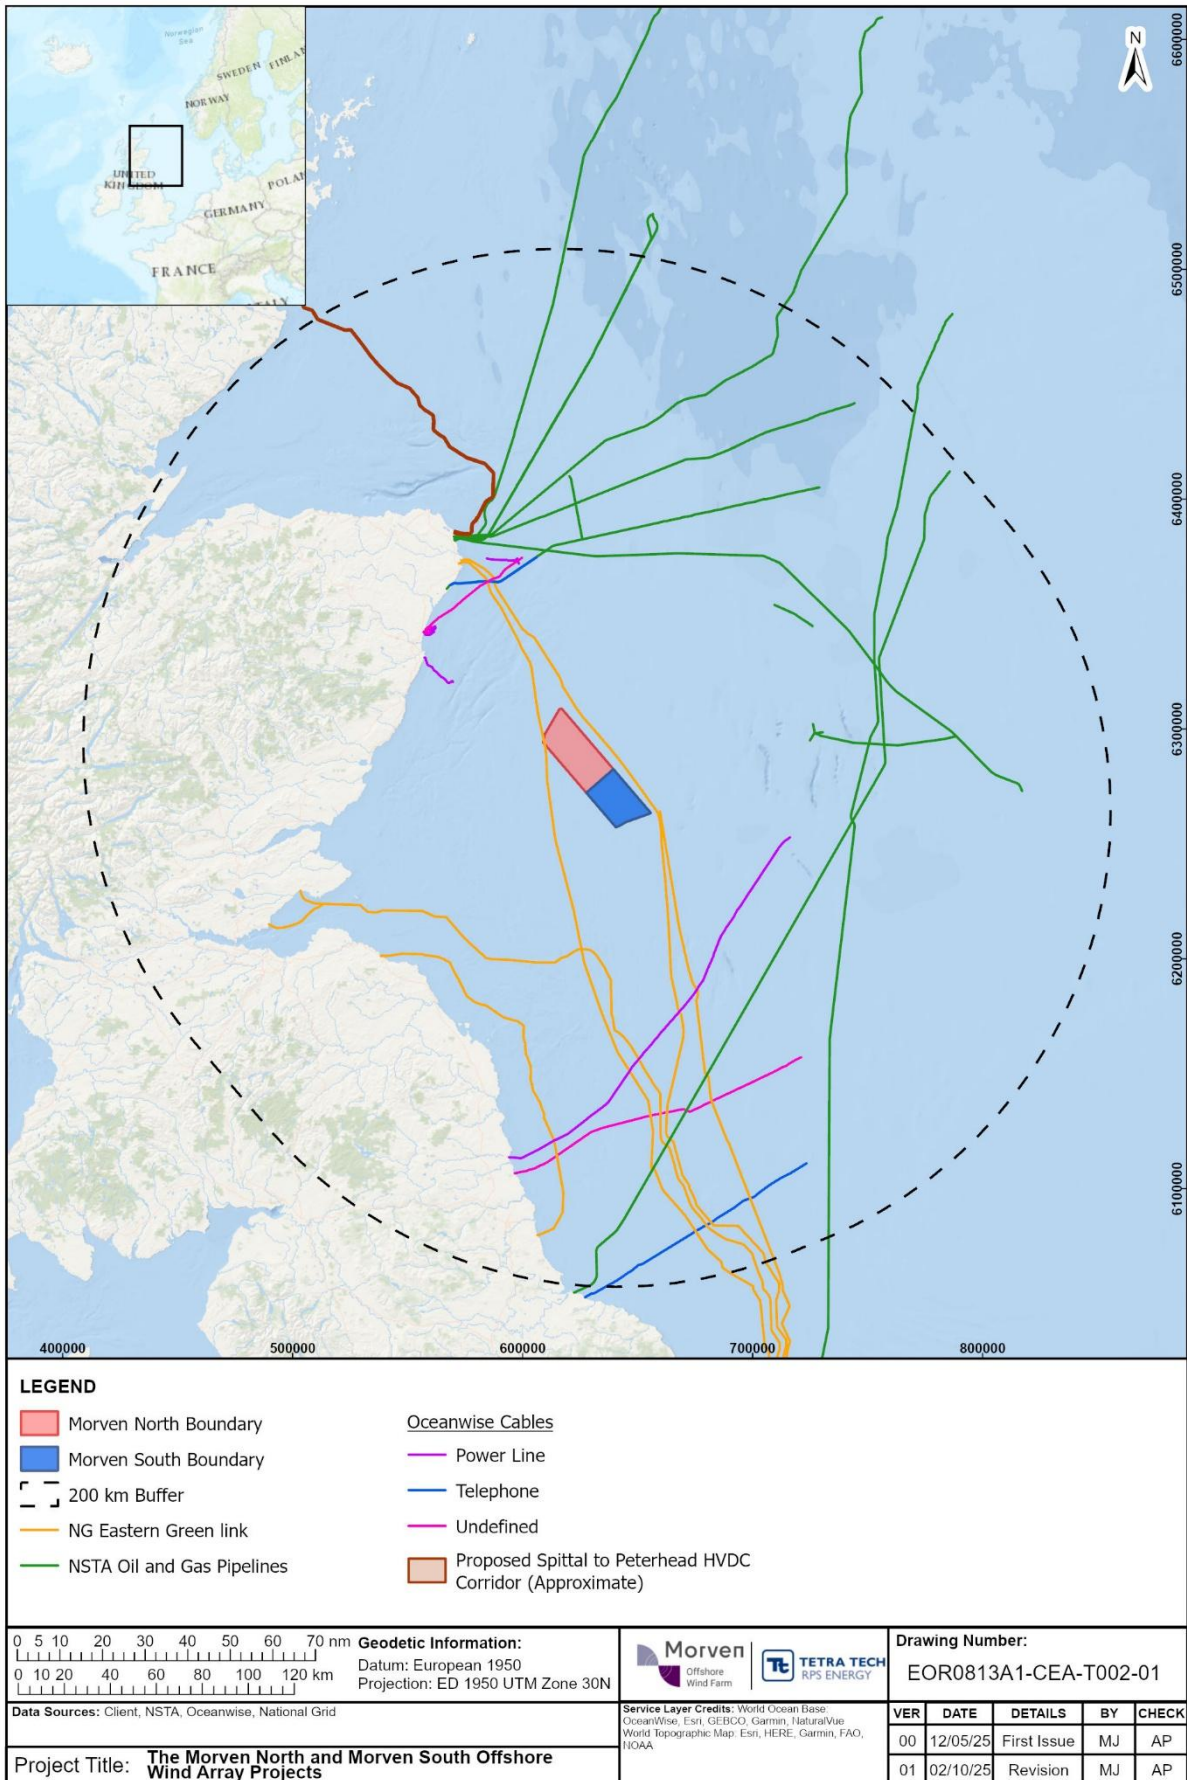 Norwegian
Sea
SWEDEN
FINLAN
NORWAY
UNITED
KINGDOM
POLAN
GERMANY
FRANCE
ITALY
N
6600000
6500000
6400000
6300000
6200000
6100000
400000
500000
600000
700000
800000
LEGEND
Morven North Boundary
Morven South Boundary
200 km Buffer
NG Eastern Green link
NSTA Oil and Gas Pipelines
Oceanwise Cables
Power Line
Telephone
Undefined
Proposed Spittal to Peterhead HVDC
Corridor (Approximate)
0 5 10 20 30 40 50 60 70 nm
0 10 20 40 60 80 100 120 km
Geodetic Information:
Datum: European 1950
Projection: ED 1950 UTM Zone 30N
Data Sources: Client, NSTA, Oceanwise, National Grid
Project Title: The Morven North and Morven South Offshore
Wind Array Projects
Morven
Offshore
Wind Farm
TETRA TECH
RPS ENERGY
Service Layer Credits: World Ocean Base:
OceanWise, Esri, GEBCO, Garmin, NaturalVue
World Topographic Map: Esri, HERE, Garmin, FAO,
NOAA
Drawing Number:
EOR0813A1-CEA-T002-01
VER DATE DETAILS BY CHECK
00 12/05/25 First Issue MJ AP
01 02/10/25 Revision MJ AP